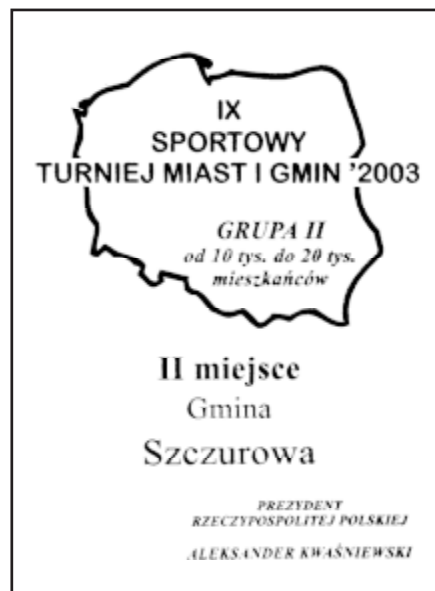 IX
SPORTOWY
TURNIEJ MIAST I GMIN '2003
GRUPA II
od 10 tys. do 20 tys.
mieszkańców
II miejsce
Gmina
Szczurowa
PREZYDENT
RZECZYPOSPOLITEJ POLSKIEJ
ALEKSANDER KWAŚNIEWSKI